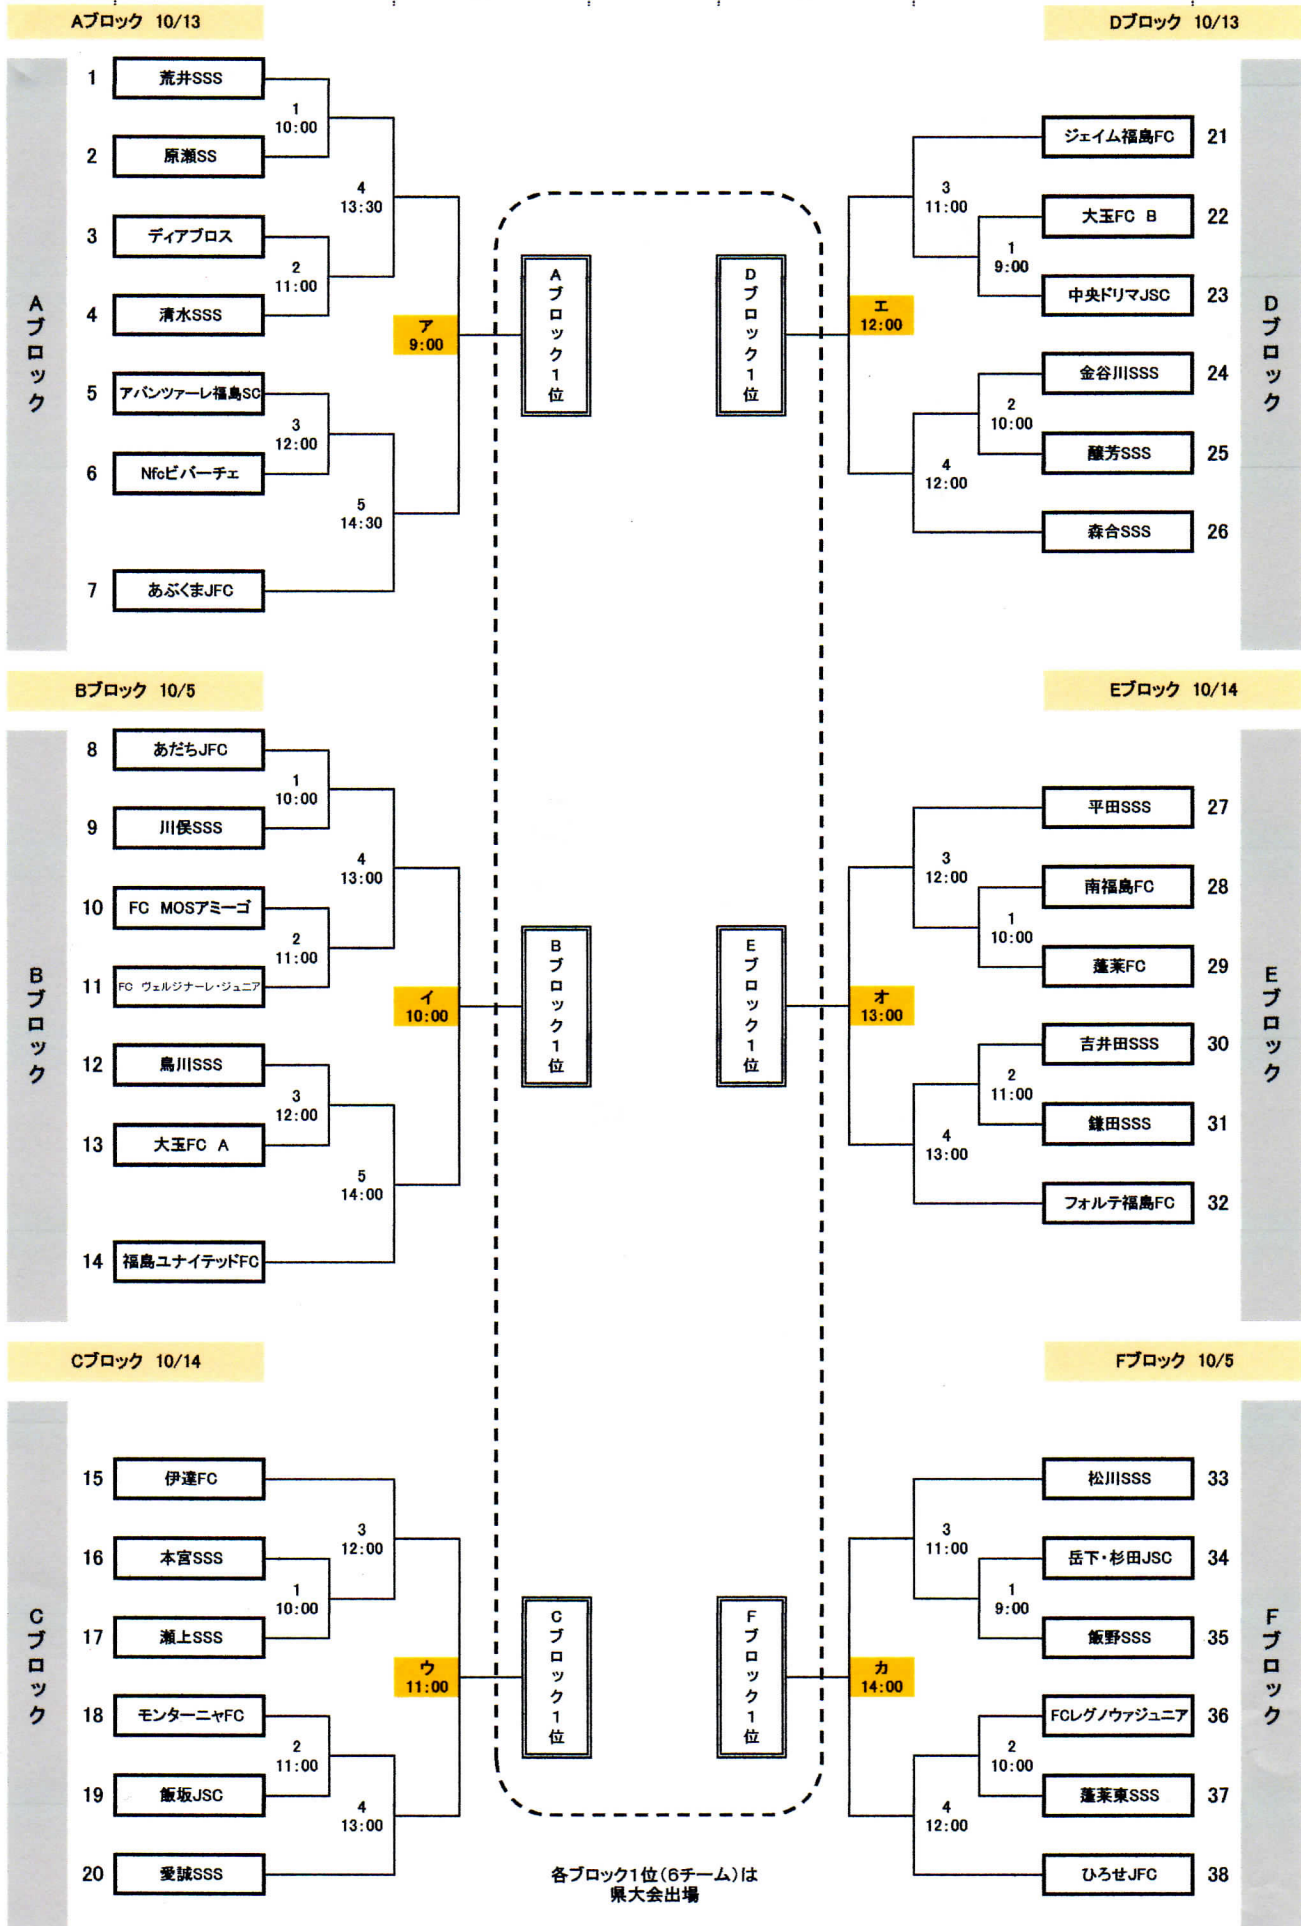 Aブロック 10/13
Aブロック
1 荒井SSS
1
10:00
2 原瀬SS
4
13:30
3 ディアブロス
2
11:00
4 清水SSS
ア
9:00
Aブロック1位
5 アバンツァーレ福島SC
3
12:00
6 Nfcビバーチェ
5
14:30
7 あぶくまJFC
Bブロック 10/5
Bブロック
8 あだちJFC
1
10:00
9 川俣SSS
4
13:00
10 FC MOSアミーゴ
2
11:00
11 FC ヴェルジナーレ・ジュニア
イ
10:00
Bブロック1位
12 鳥川SSS
3
12:00
13 大玉FC A
5
14:00
14 福島ユナイテッドFC
Cブロック 10/14
Cブロック
15 伊達FC
3
12:00
16 本宮SSS
1
10:00
17 瀬上SSS
ウ
11:00
Cブロック1位
18 モンターニャFC
2
11:00
19 飯坂JSC
4
13:00
20 愛誠SSS
Dブロック 10/13
Dブロック
ジェイム福島FC 21
3
11:00
大玉FC B 22
1
9:00
中央ドリマJSC 23
エ
12:00
Dブロック1位
金谷川SSS 24
2
10:00
醸芳SSS 25
4
12:00
森合SSS 26
Eブロック 10/14
Eブロック
平田SSS 27
3
12:00
南福島FC 28
1
10:00
蓬莱FC 29
オ
13:00
Eブロック1位
吉井田SSS 30
2
11:00
鎌田SSS 31
4
13:00
フォルテ福島FC 32
Fブロック 10/5
Fブロック
松川SSS 33
3
11:00
岳下・杉田JSC 34
1
9:00
飯野SSS 35
カ
14:00
Fブロック1位
FCレグノヴァジュニア 36
2
10:00
蓬莱東SSS 37
4
12:00
ひろせJFC 38
各ブロック1位(6チーム)は
県大会出場